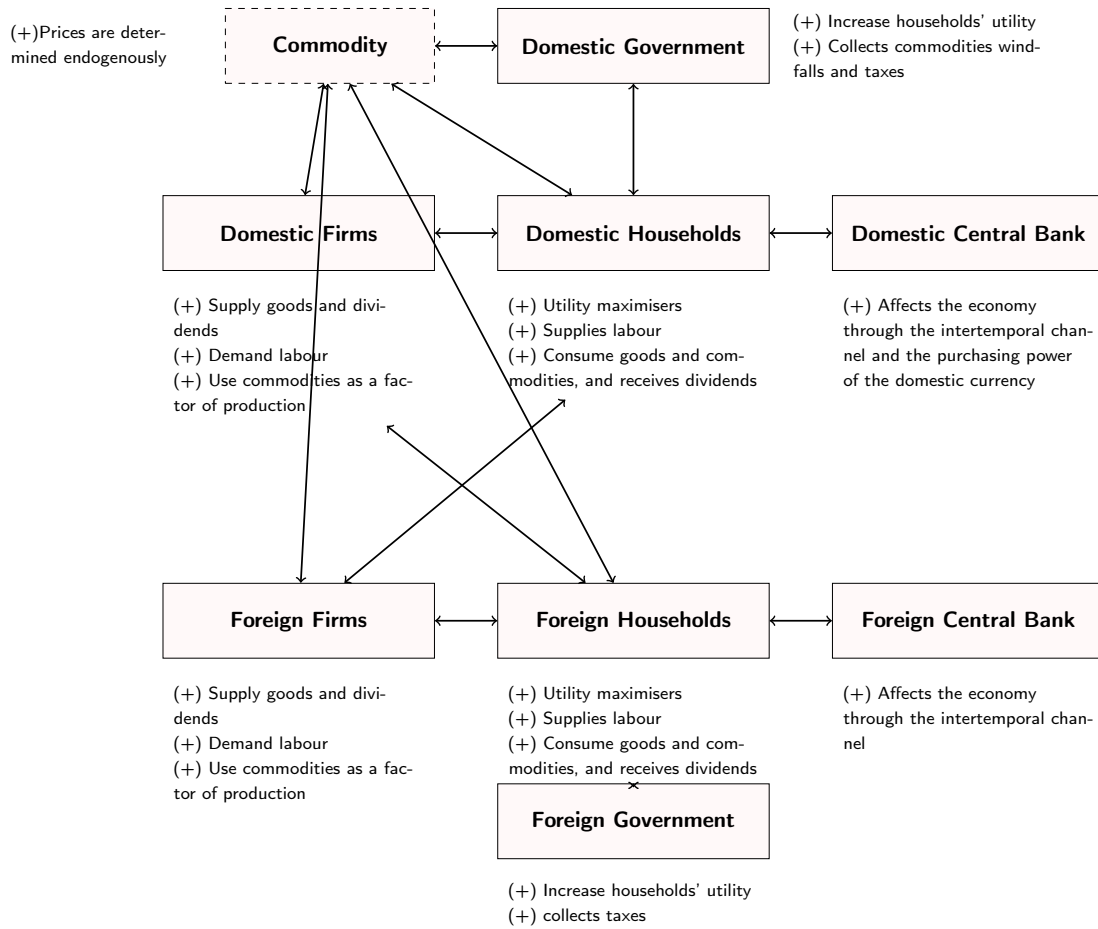 (+)Prices are deter-
mined endogenously
Commodity
Domestic Government
(+) Increase households' utility
(+) Collects commodities wind-
falls and taxes
Domestic Firms
Domestic Households
Domestic Central Bank
(+) Supply goods and divi-
dends
(+) Demand labour
(+) Use commodities as a fac-
tor of production
(+) Utility maximisers
(+) Supplies labour
(+) Consume goods and com-
modities, and receives dividends
(+) Affects the economy
through the intertemporal chan-
nel and the purchasing power
of the domestic currency
Foreign Firms
Foreign Households
Foreign Central Bank
(+) Supply goods and divi-
dends
(+) Demand labour
(+) Use commodities as a fac-
tor of production
(+) Utility maximisers
(+) Supplies labour
(+) Consume goods and com-
modities, and receives dividends
(+) Affects the economy
through the intertemporal chan-
nel
Foreign Government
(+) Increase households' utility
(+) collects taxes